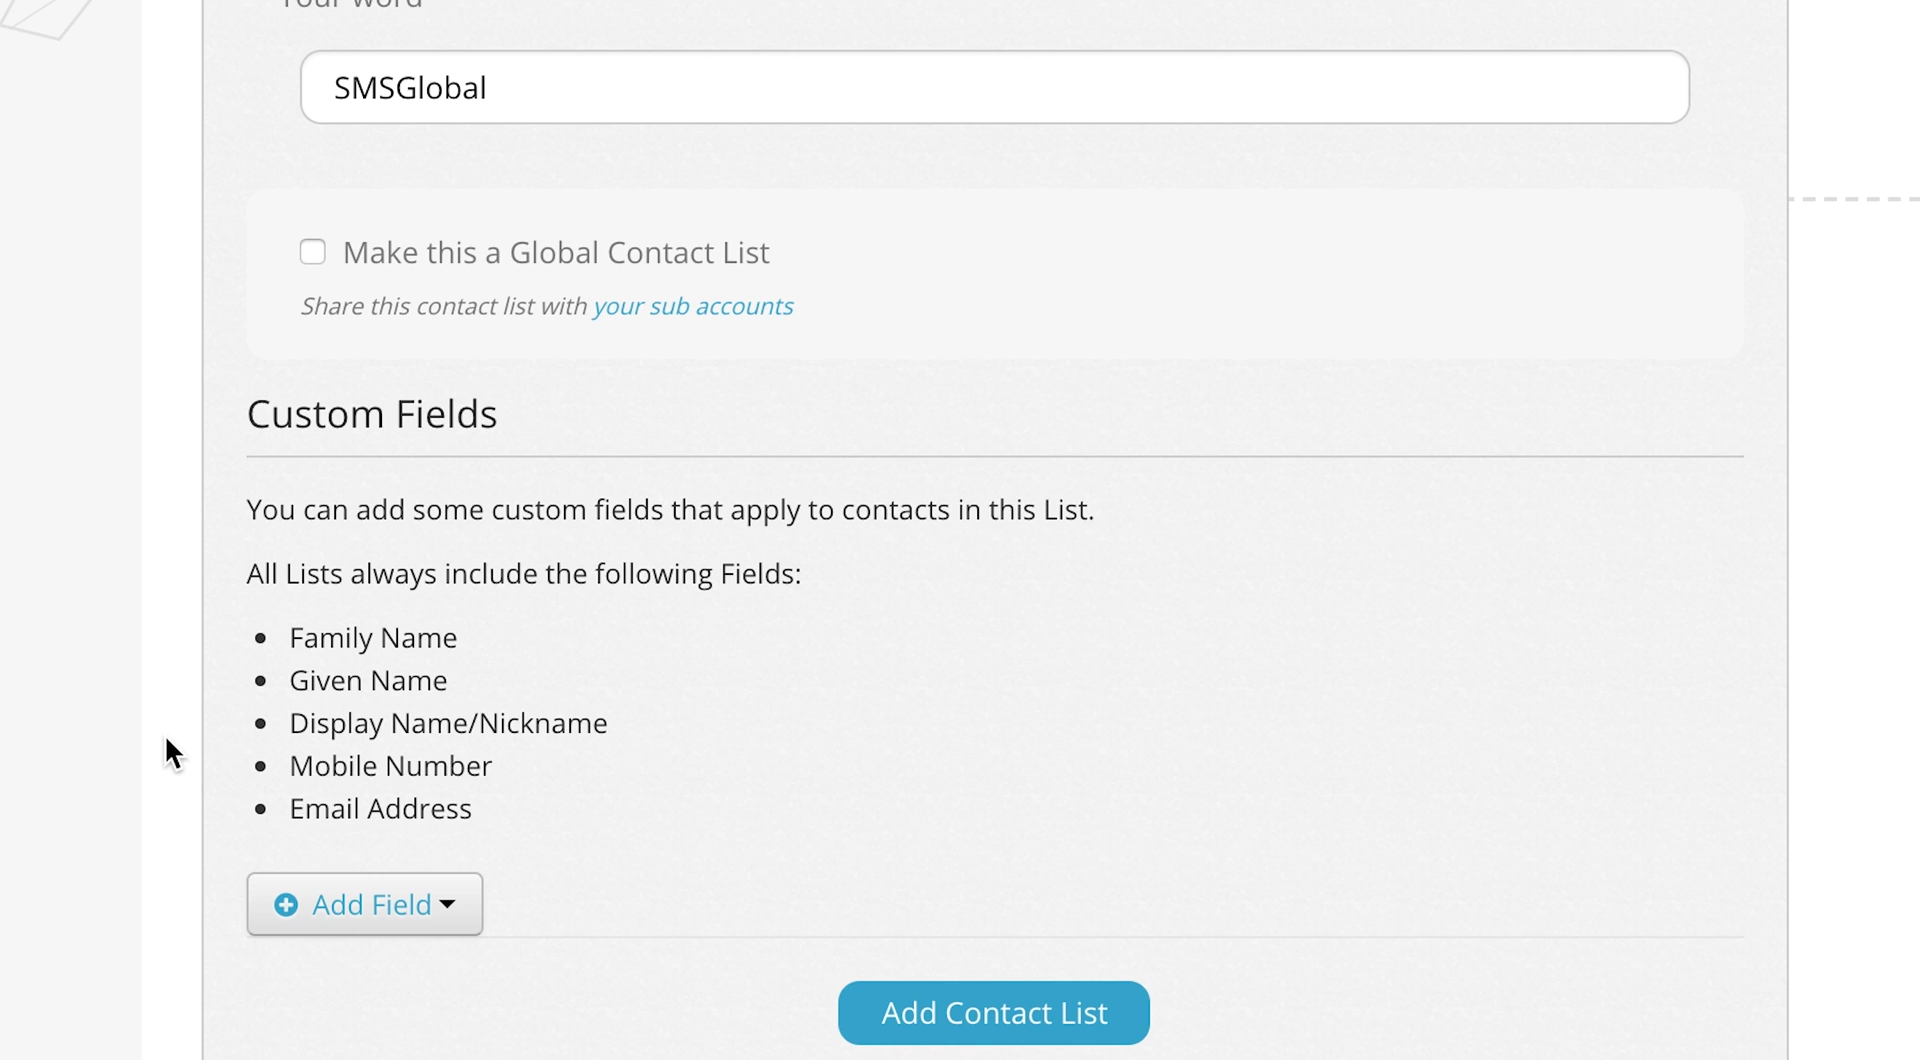 Your word
SMSGlobal
Make this a Global Contact List
Share this contact list with your sub accounts
Custom Fields
You can add some custom fields that apply to contacts in this List.
All Lists always include the following Fields:
Family Name
Given Name
Display Name/Nickname
Mobile Number
Email Address
Add Field
Add Contact List